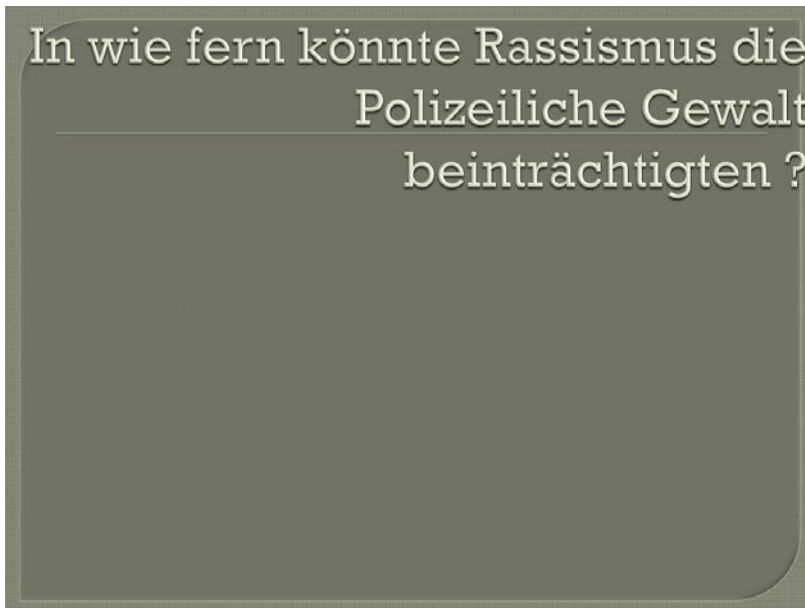 In wie fern könnte Rassismus die
Polizeiliche Gewalt
beinträchtigten ?